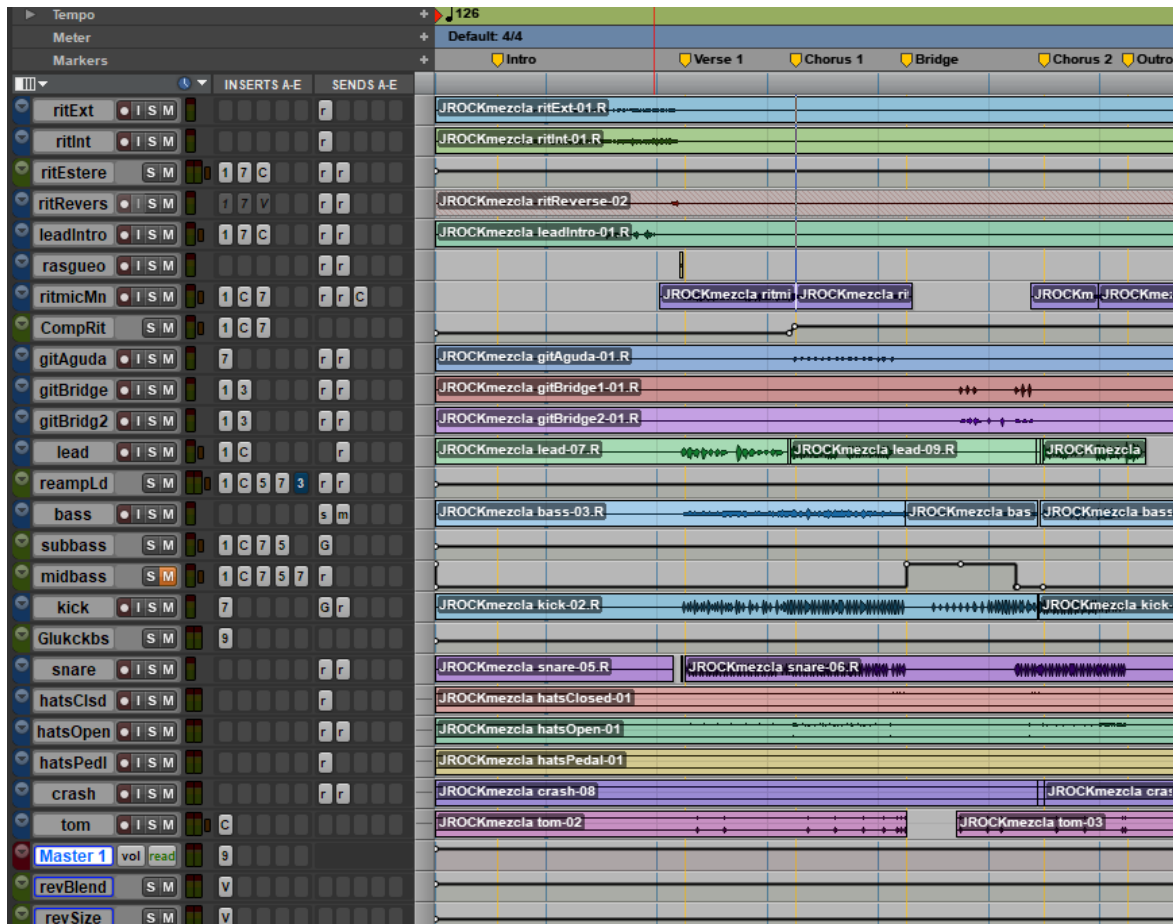 Tempo + 126
Meter + Default: 4/4
Markers + Intro Verse 1 Chorus 1 Bridge Chorus 2 Outro
INSERTS A-E SENDS A-E
ritExt I S M r JROCKmezcla ritExt-01.R
ritInt I S M r JROCKmezcla ritInt-01.R
ritEstere S M 1 7 C r r
ritRevers I S M 1 7 V r r JROCKmezcla ritReverse-02
leadIntro I S M 1 7 C r r JROCKmezcla leadIntro-01.R
rasgueo I S M r r
ritmicMn I S M 1 C 7 r r C JROCKmezcla ritmi JROCKmezcla ri JROCKm JROCKmez
CompRit S M 1 C 7
gitAguda I S M 7 r r JROCKmezcla gitAguda-01.R
gitBridge I S M 1 3 r r JROCKmezcla gitBridge1-01.R
gitBridg2 I S M 1 3 r r JROCKmezcla gitBridge2-01.R
lead I S M 1 C r JROCKmezcla lead-07.R JROCKmezcla lead-09.R JROCKmezcla
reampLd S M 1 C 5 7 3 r r
bass I S M s m JROCKmezcla bass-03.R JROCKmezcla bas JROCKmezcla bass
subbass S M 1 C 7 5 G
midbass S M 1 C 7 5 7 r
kick I S M 7 G r JROCKmezcla kick-02.R JROCKmezcla kick-
Glukckbs S M 9
snare I S M r r JROCKmezcla snare-05.R JROCKmezcla snare-06.R
hatsClsd I S M r JROCKmezcla hatsClosed-01
hatsOpen I S M r r JROCKmezcla hatsOpen-01
hatsPedl I S M r JROCKmezcla hatsPedal-01
crash I S M r r JROCKmezcla crash-08 JROCKmezcla cras
tom I S M C JROCKmezcla tom-02 JROCKmezcla tom-03
Master 1 vol read 9
revBlend S M V
revSize S M V